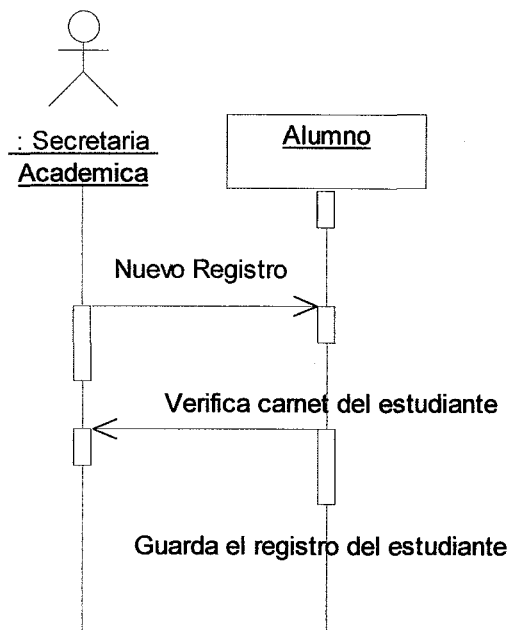 : Secretaria
Academica
Alumno
Nuevo Registro
Verifica carnet del estudiante
Guarda el registro del estudiante